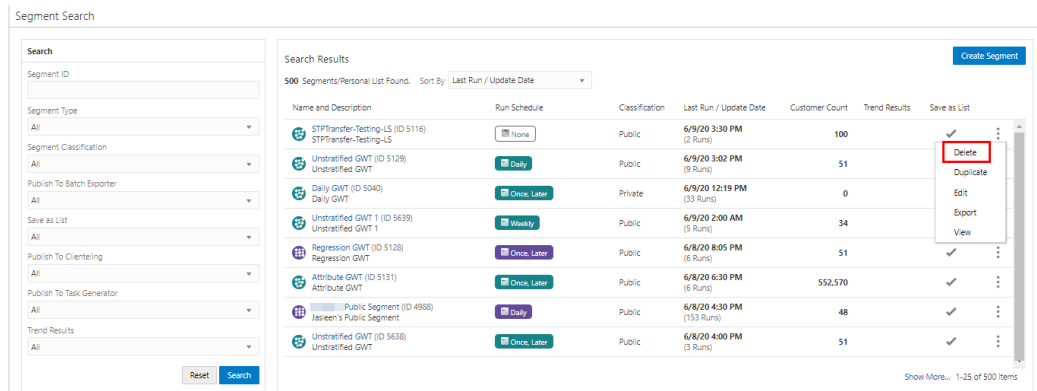 Segment Search
Search
Segment ID
Segment Type
All
Segment Classification
All
Publish To Batch Exporter
All
Save as List
All
Publish To Clienteling
All
Publish To Task Generator
All
Trend Results
All
Reset Search
Search Results
Create Segment
500 Segments/Personal List Found. Sort By Last Run / Update Date
Name and Description Run Schedule Classification Last Run / Update Date Customer Count Trend Results Save as List
STPTransfer-Testing-LS (ID 5116) None Public 6/9/20 3:30 PM 100
STPTransfer-Testing-LS (2 Runs)
Unstratified GWT (ID 5129) Daily Public 6/9/20 3:02 PM 51
Unstratified GWT (9 Runs)
Daily GWT (ID 5040) Once, Later Private 6/9/20 12:19 PM 0
Daily GWT (33 Runs)
Unstratified GWT 1 (ID 5639) Weekly Public 6/9/20 2:00 AM 34
Unstratified GWT 1 (5 Runs)
Regression GWT (ID 5128) Once, Later Public 6/8/20 8:05 PM 51
Regression GWT (6 Runs)
Attribute GWT (ID 5131) Once, Later Public 6/8/20 6:30 PM 552,570
Attribute GWT (6 Runs)
Public Segment (ID 4988) Daily Public 6/8/20 4:30 PM 48
Jasleen's Public Segment (153 Runs)
Unstratified GWT (ID 5638) Once, Later Public 6/8/20 4:00 PM 51
Unstratified GWT (3 Runs)
Delete
Duplicate
Edit
Export
View
Show More... 1-25 of 500 items